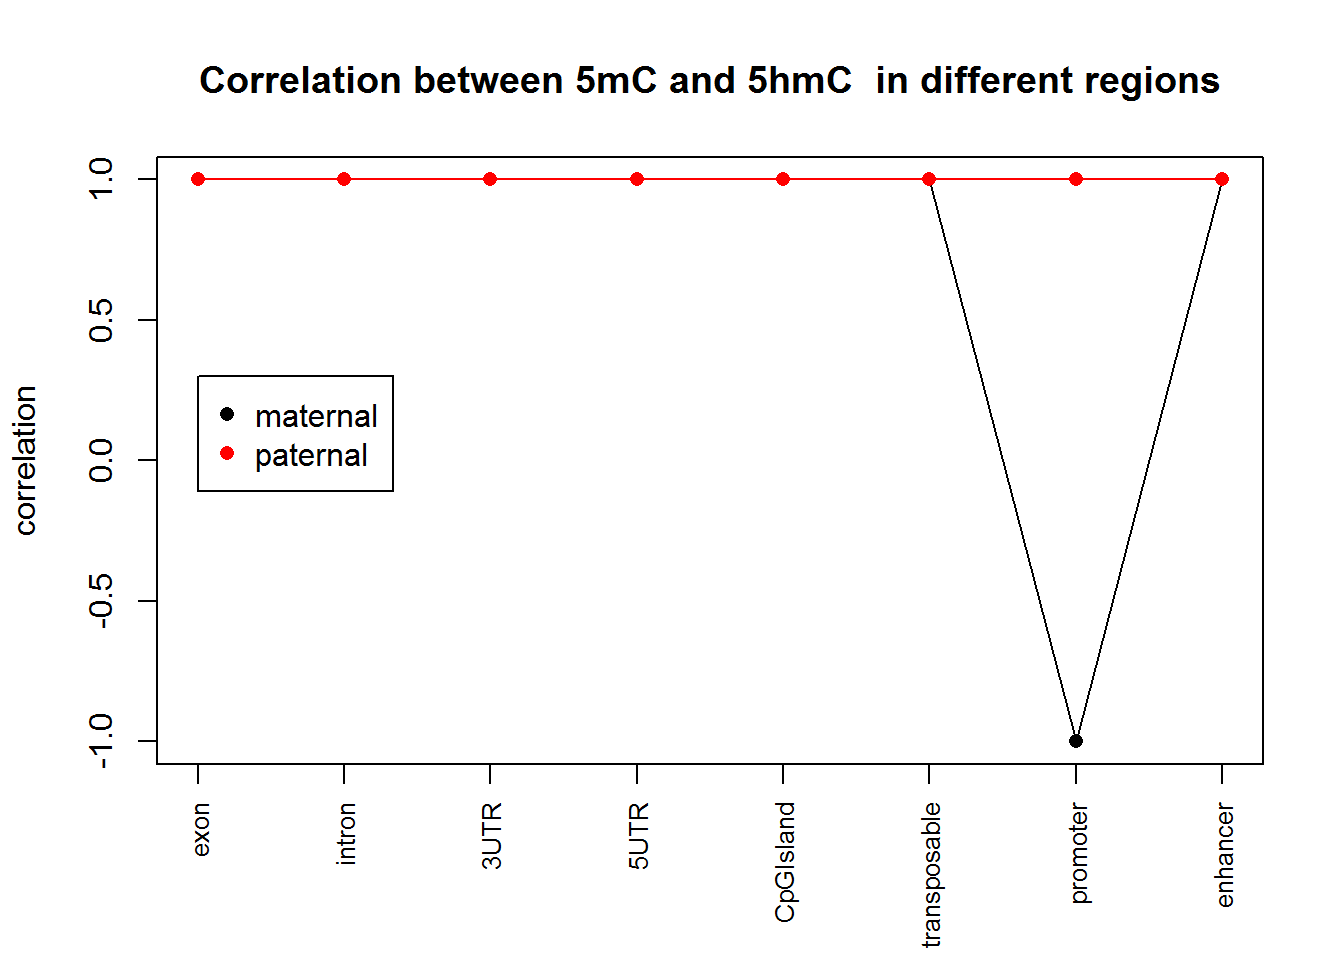 Correlation between 5mC and 5hmC  in different regions
1.0
0.5
0.0
-0.5
-1.0
correlation
maternal
paternal
exon
intron
3UTR
5UTR
CpGIsland
transposable
promoter
enhancer